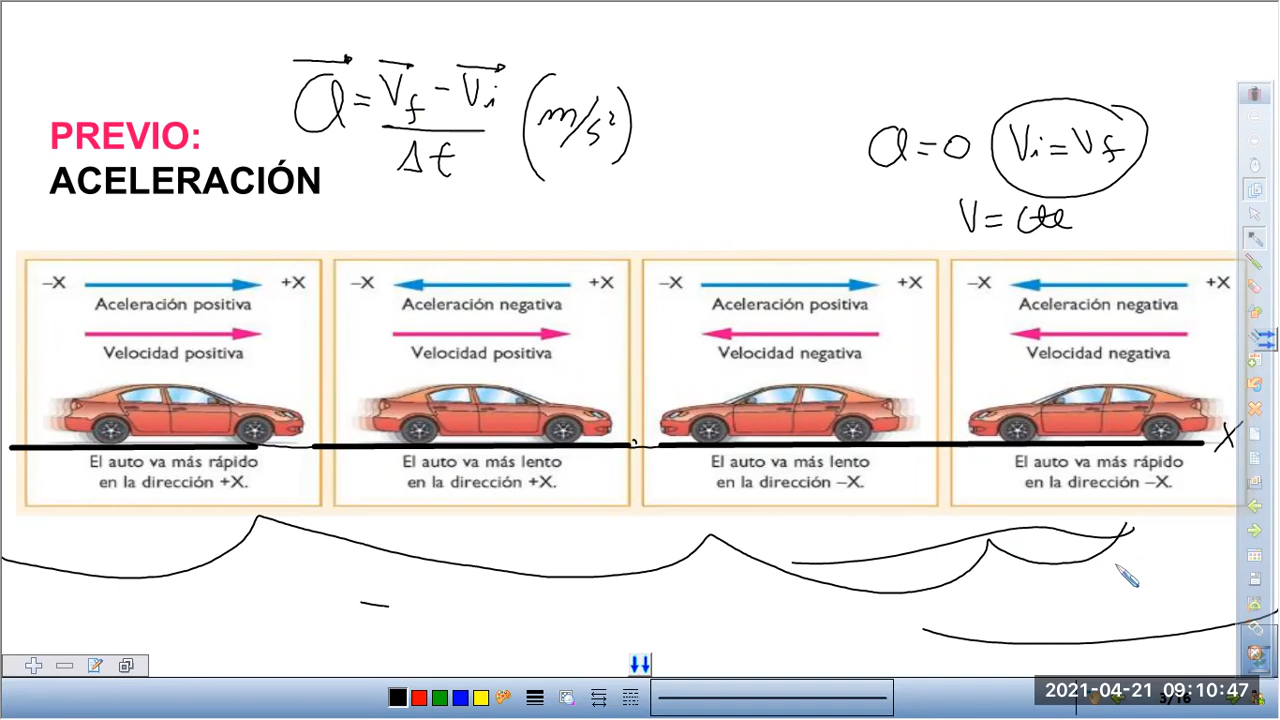 PREVIO:
ACELERACIÓN
a = Vf - Vi / Δt (m/s²)
a = 0 Vi = Vf
V = cte
–X +X
Aceleración positiva
Velocidad positiva
El auto va más rápido
en la dirección +X.
–X +X
Aceleración negativa
Velocidad positiva
El auto va más lento
en la dirección +X.
–X +X
Aceleración positiva
Velocidad negativa
El auto va más lento
en la dirección –X.
–X +X
Aceleración negativa
Velocidad negativa
El auto va más rápido
en la dirección –X.
X
2021-04-21 09:10:47